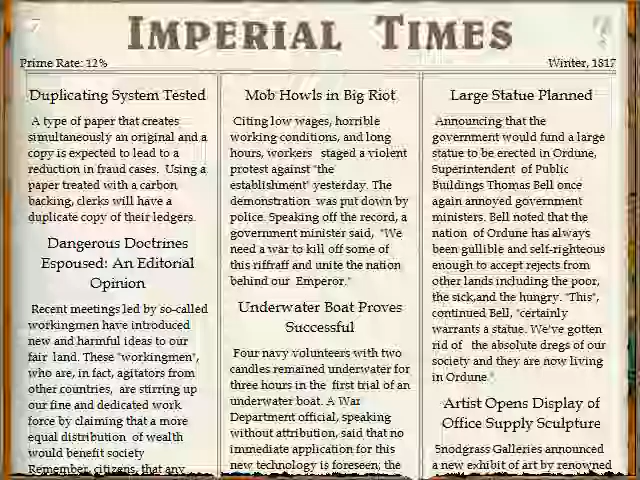 IMPERIAL TIMES
Prime Rate: 12%
Winter, 1817
Duplicating System Tested
A type of paper that creates
simultaneously an original and a
copy is expected to lead to a
reduction in fraud cases. Using a
paper treated with a carbon
backing, clerks will have a
duplicate copy of their ledgers.
Dangerous Doctrines
Espoused: An Editorial
Opinion
Recent meetings led by so-called
workingmen have introduced
new and harmful ideas to our
fair land. These "workingmen",
who are, in fact, agitators from
other countries, are stirring up
our fine and dedicated work
force by claiming that a more
equal distribution of wealth
would benefit society
Remember, citizens, that any
Mob Howls in Big Riot
Citing low wages, horrible
working conditions, and long
hours, workers staged a violent
protest against "the
establishment" yesterday. The
demonstration was put down by
police. Speaking off the record, a
government minister said, "We
need a war to kill off some of
this riffraff and unite the nation
behind our Emperor."
Underwater Boat Proves
Successful
Four navy volunteers with two
candles remained underwater for
three hours in the first trial of an
underwater boat. A War
Department official, speaking
without attribution, said that no
immediate application for this
new technology is foreseen; the
Large Statue Planned
Announcing that the
government would fund a large
statue to be erected in Ordune,
Superintendent of Public
Buildings Thomas Bell once
again annoyed government
ministers. Bell noted that the
nation of Ordune has always
been gullible and self-righteous
enough to accept rejects from
other lands including the poor,
the sick,and the hungry. "This",
continued Bell, "certainly
warrants a statue. We've gotten
rid of the absolute dregs of our
society and they are now living
in Ordune."
Artist Opens Display of
Office Supply Sculpture
Snodgrass Galleries announced
a new exhibit of art by renowned